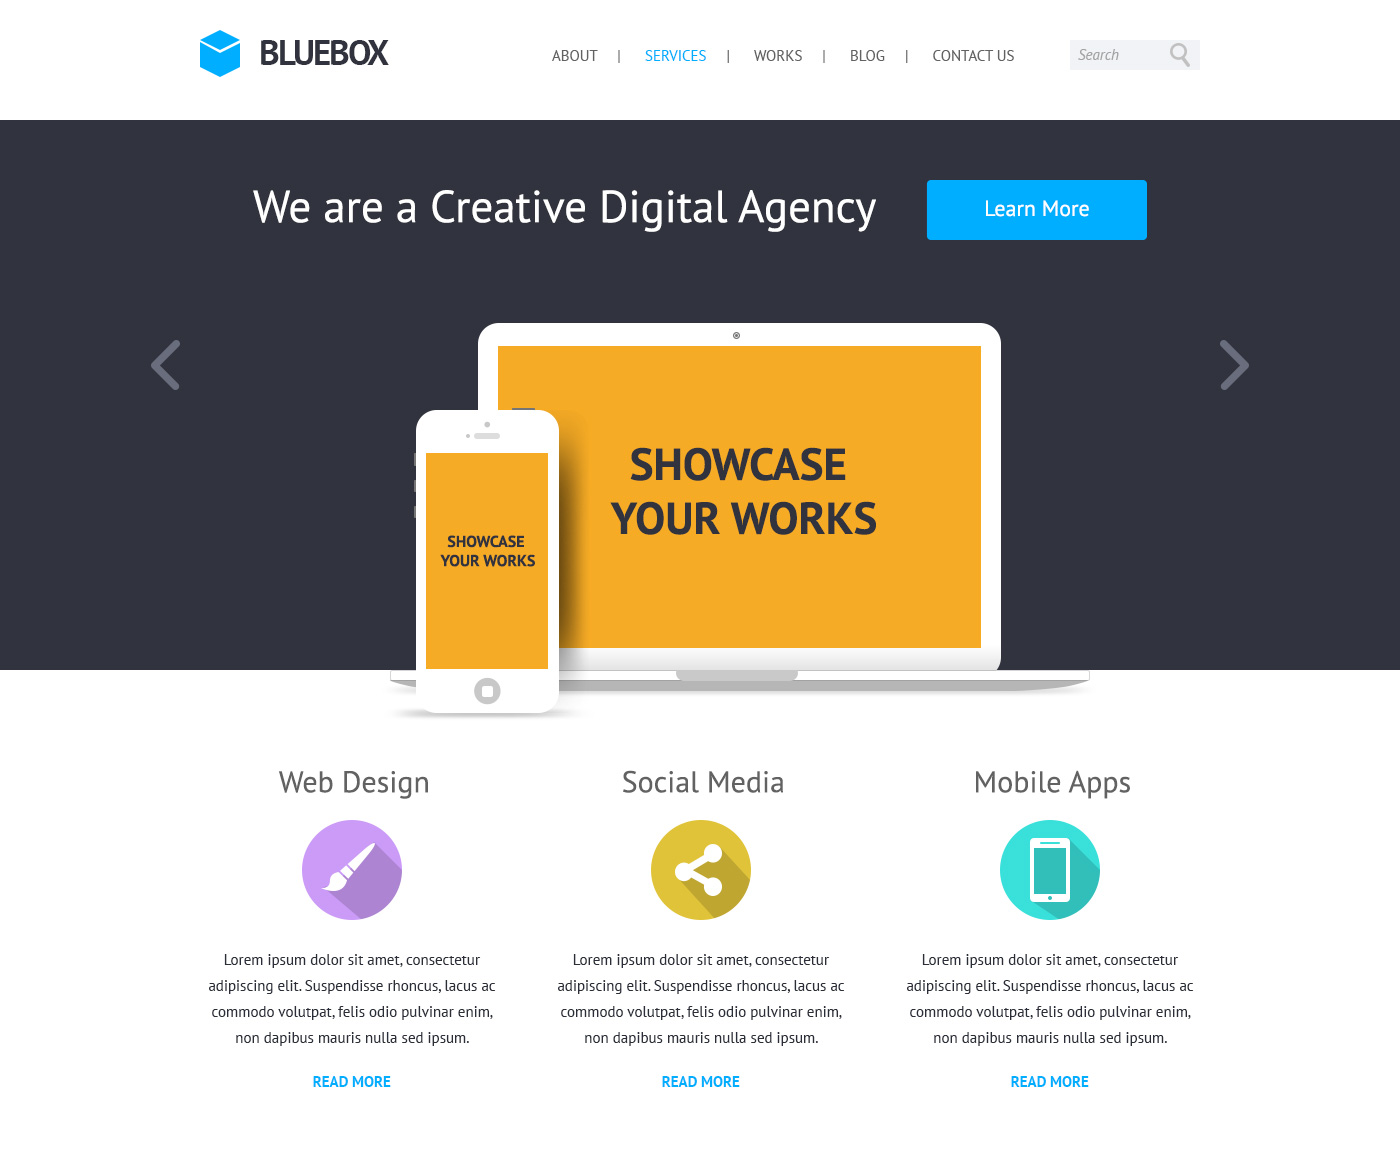 BLUEBOX
ABOUT | SERVICES | WORKS | BLOG | CONTACT US
Search
We are a Creative Digital Agency
Learn More
SHOWCASE
YOUR WORKS
SHOWCASE
YOUR WORKS
Web Design
Lorem ipsum dolor sit amet, consectetur
adipiscing elit. Suspendisse rhoncus, lacus ac
commodo volutpat, felis odio pulvinar enim,
non dapibus mauris nulla sed ipsum.
READ MORE
Social Media
Lorem ipsum dolor sit amet, consectetur
adipiscing elit. Suspendisse rhoncus, lacus ac
commodo volutpat, felis odio pulvinar enim,
non dapibus mauris nulla sed ipsum.
READ MORE
Mobile Apps
Lorem ipsum dolor sit amet, consectetur
adipiscing elit. Suspendisse rhoncus, lacus ac
commodo volutpat, felis odio pulvinar enim,
non dapibus mauris nulla sed ipsum.
READ MORE